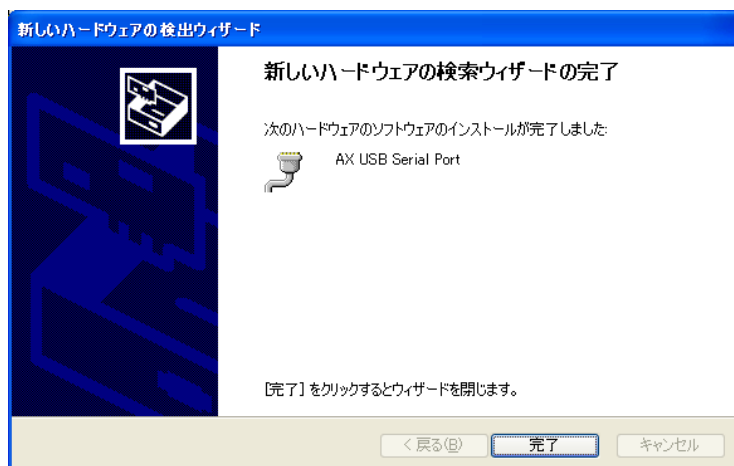 新しいハードウェアの検出ウィザード
新しいハードウェアの検索ウィザードの完了
次のハードウェアのソフトウェアのインストールが完了しました:
AX USB Serial Port
[完了] をクリックするとウィザードを閉じます。
< 戻る(B)
完了
キャンセル